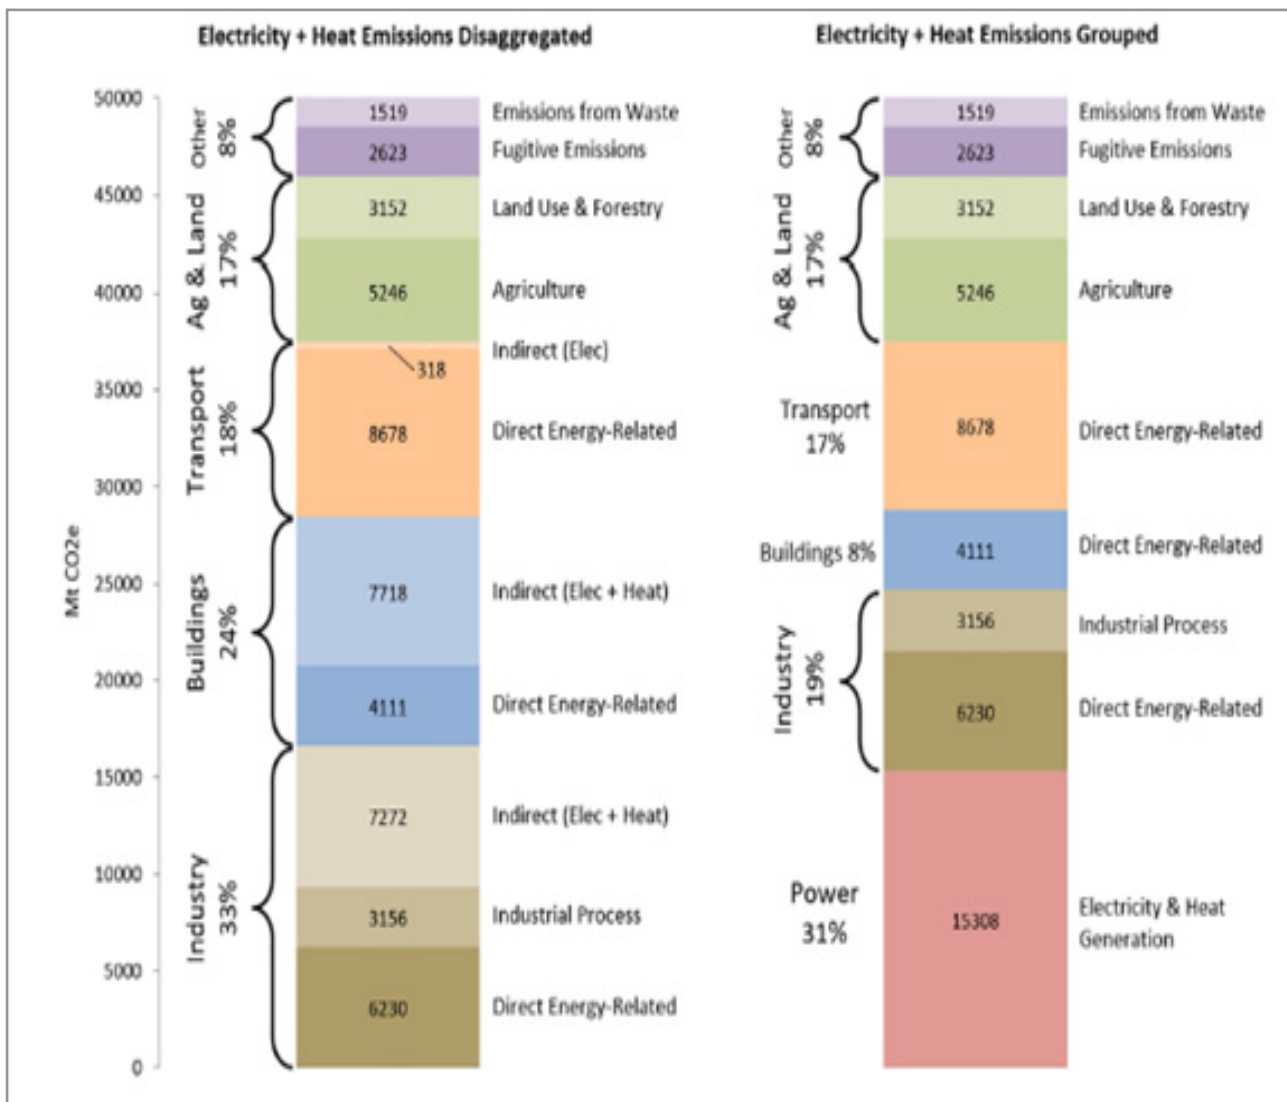 Electricity + Heat Emissions Disaggregated
Mt CO2e
50000
45000
40000
35000
30000
25000
20000
15000
10000
5000
0
Other
8%
1519
Emissions from Waste
2623
Fugitive Emissions
Ag & Land
17%
3152
Land Use & Forestry
5246
Agriculture
Transport
18%
318
Indirect (Elec)
8678
Direct Energy-Related
Buildings
24%
7718
Indirect (Elec + Heat)
4111
Direct Energy-Related
Industry
33%
7272
Indirect (Elec + Heat)
3156
Industrial Process
6230
Direct Energy-Related
Electricity + Heat Emissions Grouped
Other
8%
1519
Emissions from Waste
2623
Fugitive Emissions
Ag & Land
17%
3152
Land Use & Forestry
5246
Agriculture
Transport
17%
8678
Direct Energy-Related
Buildings 8%
4111
Direct Energy-Related
Industry
19%
3156
Industrial Process
6230
Direct Energy-Related
Power
31%
15308
Electricity & Heat
Generation